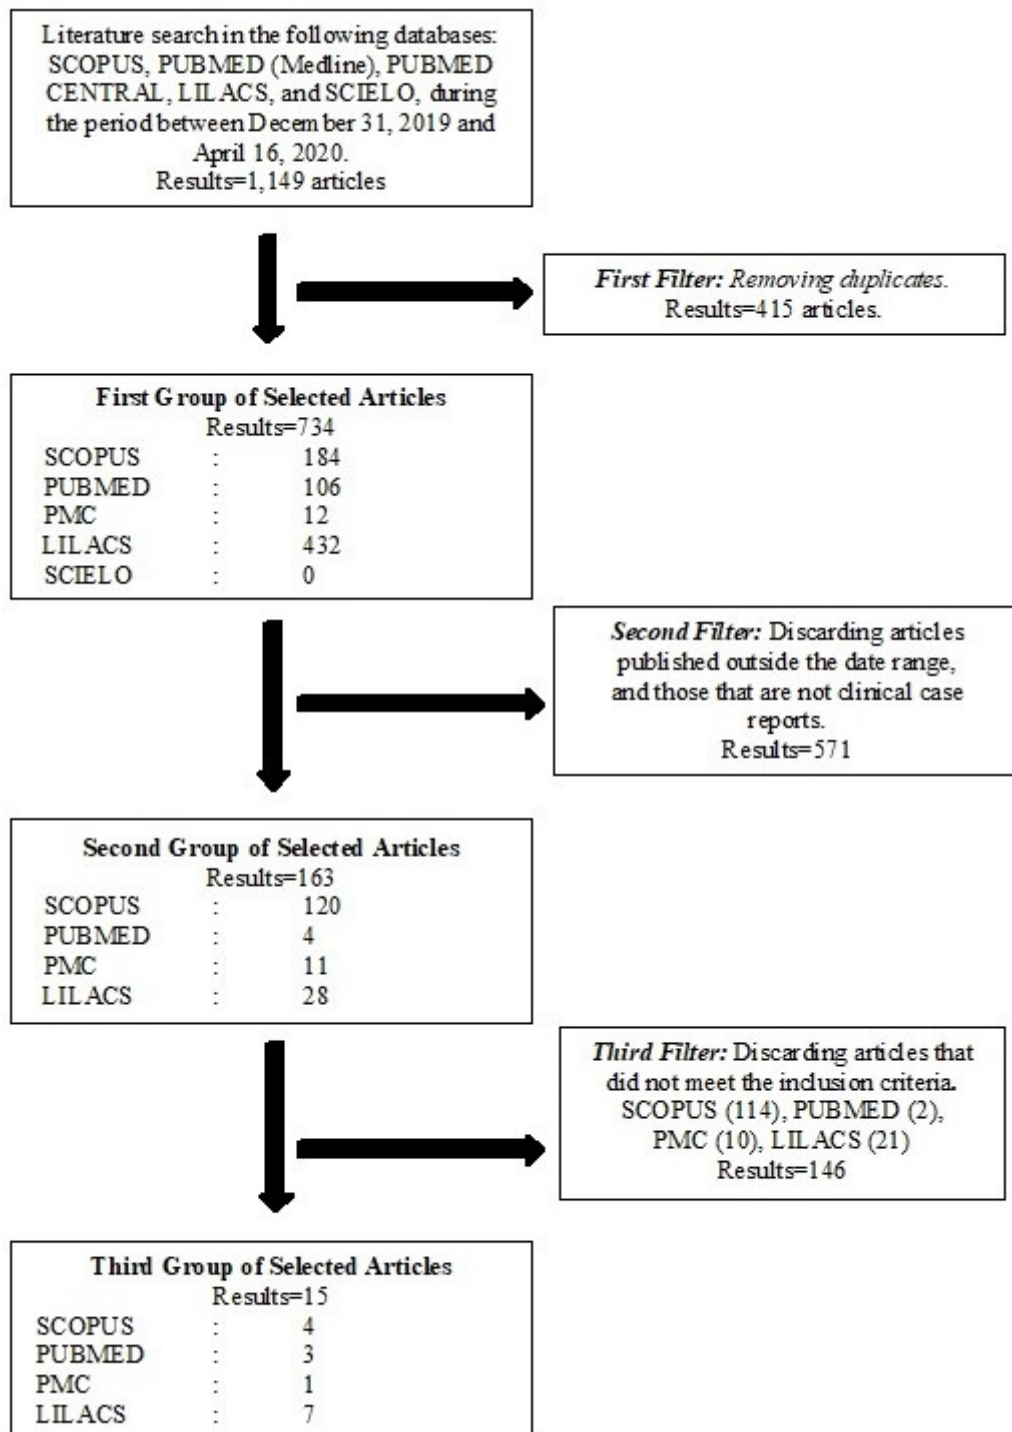 Literature search in the following databases:
SCOPUS, PUBMED (Medline), PUBMED
CENTRAL, LILACS, and SCIELO, during
the period between December 31, 2019 and
April 16, 2020.
Results=1,149 articles
First Filter: Removing duplicates.
Results=415 articles.
First Group of Selected Articles
Results=734
SCOPUS : 184
PUBMED : 106
PMC : 12
LILACS : 432
SCIELO : 0
Second Filter: Discarding articles
published outside the date range,
and those that are not clinical case
reports.
Results=571
Second Group of Selected Articles
Results=163
SCOPUS : 120
PUBMED : 4
PMC : 11
LILACS : 28
Third Filter: Discarding articles that
did not meet the inclusion criteria.
SCOPUS (114), PUBMED (2),
PMC (10), LILACS (21)
Results=146
Third Group of Selected Articles
Results=15
SCOPUS : 4
PUBMED : 3
PMC : 1
LILACS : 7